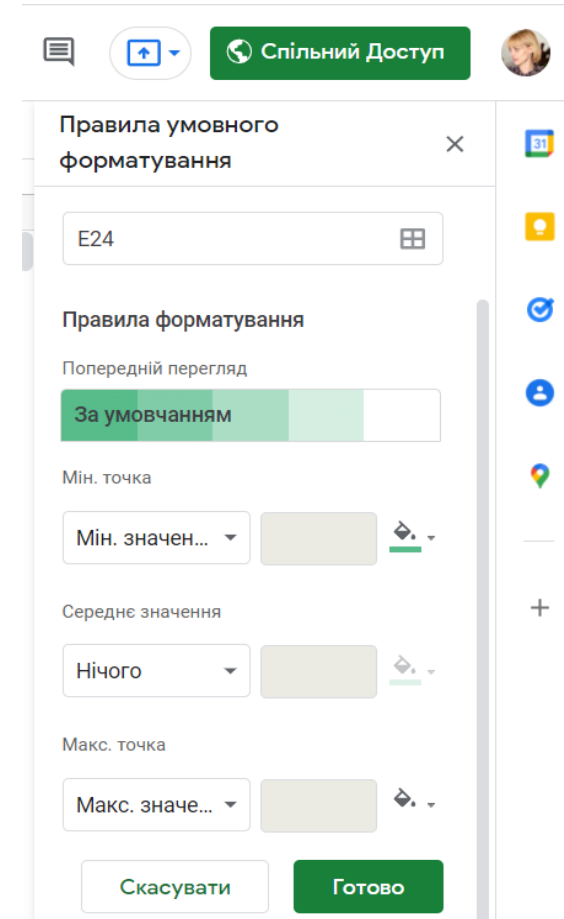 Спільний Доступ
Правила умовного
форматування
31
E24
Правила форматування
Попередній перегляд
За умовчанням
Мін. точка
Мін. значен...
Середнє значення
Нічого
Макс. точка
Макс. значе...
Скасувати
Готово